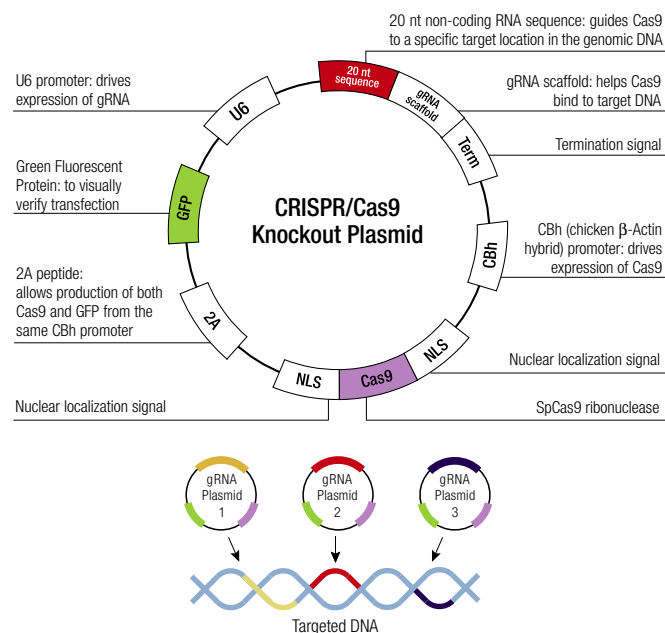 20 nt non-coding RNA sequence: guides Cas9
to a specific target location in the genomic DNA
U6 promoter: drives
expression of gRNA
20 nt
sequence
gRNA
scaffold
gRNA scaffold: helps Cas9
bind to target DNA
U6
Term
Termination signal
Green Fluorescent
Protein: to visually
verify transfection
GFP
CRISPR/Cas9
Knockout Plasmid
CBh
CBh (chicken β-Actin
hybrid) promoter: drives
expression of Cas9
2A peptide:
allows production of both
Cas9 and GFP from the
same CBh promoter
2A
NLS
Cas9
NLS
Nuclear localization signal
Nuclear localization signal
SpCas9 ribonuclease
gRNA
Plasmid
1
gRNA
Plasmid
2
gRNA
Plasmid
3
Targeted DNA